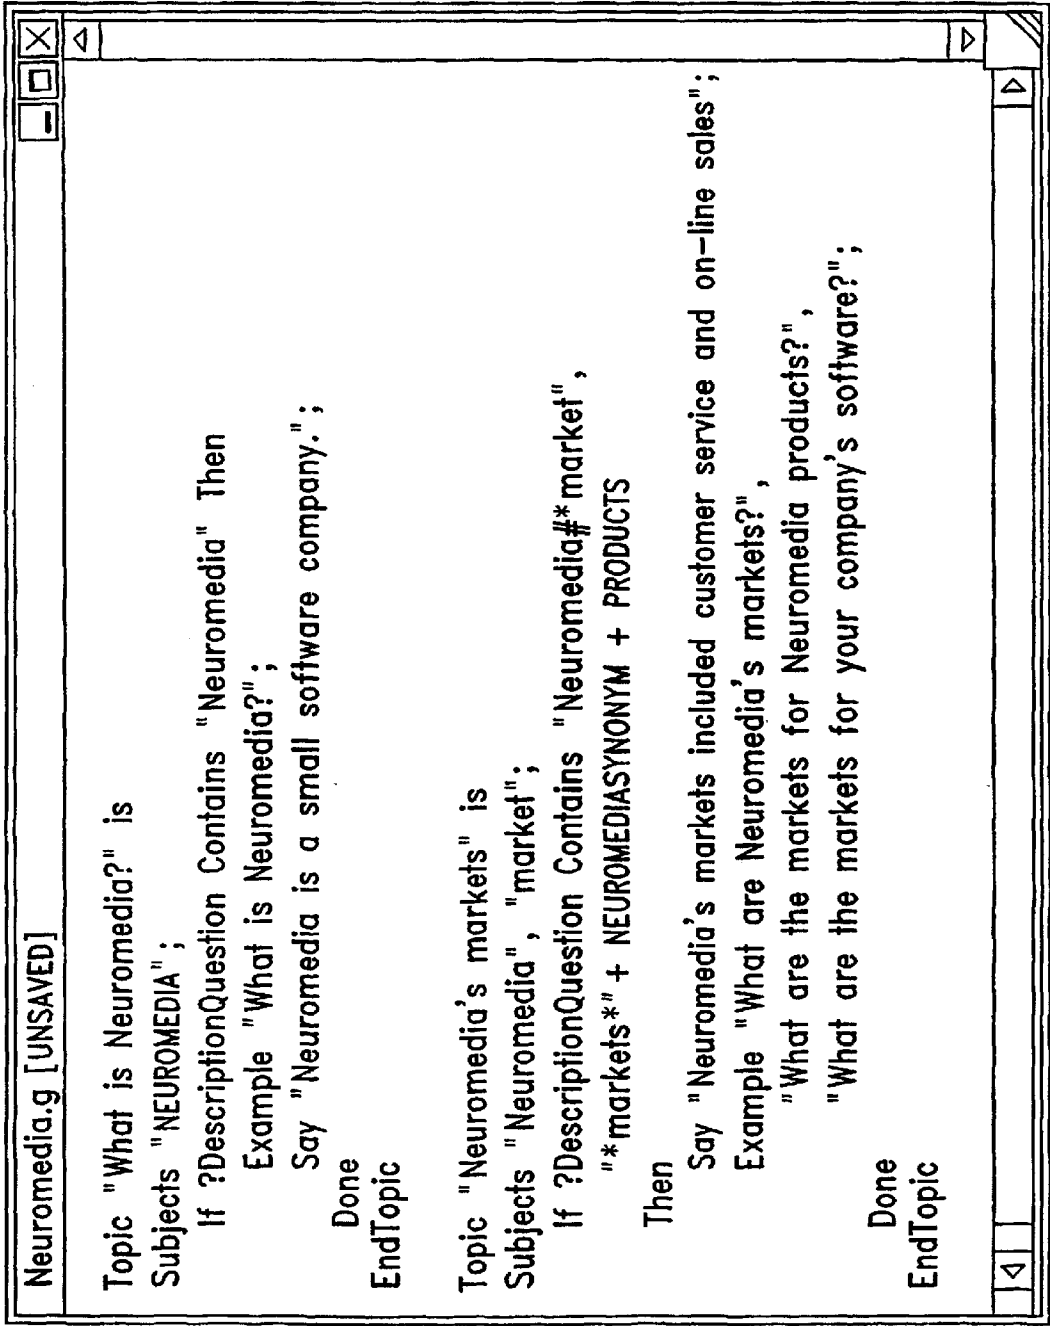 Neuromedia.g [UNSAVED]
Topic "What is Neuromedia?" is
Subjects "NEUROMEDIA";
If ?DescriptionQuestion Contains "Neuromedia" Then
Example "What is Neuromedia?";
Say "Neuromedia is a small software company.";
Done
EndTopic
Topic "Neuromedia's markets" is
Subjects "Neuromedia", "market";
If ?DescriptionQuestion Contains "Neuromedia#*market",
"*markets*"+ NEUROMEDIASYNONYM + PRODUCTS
Then
Say "Neuromedia's markets included customer service and on-line sales";
Example "What are Neuromedia's markets?",
"What are the markets for Neuromedia products?",
"What are the markets for your company's software?";
Done
EndTopic